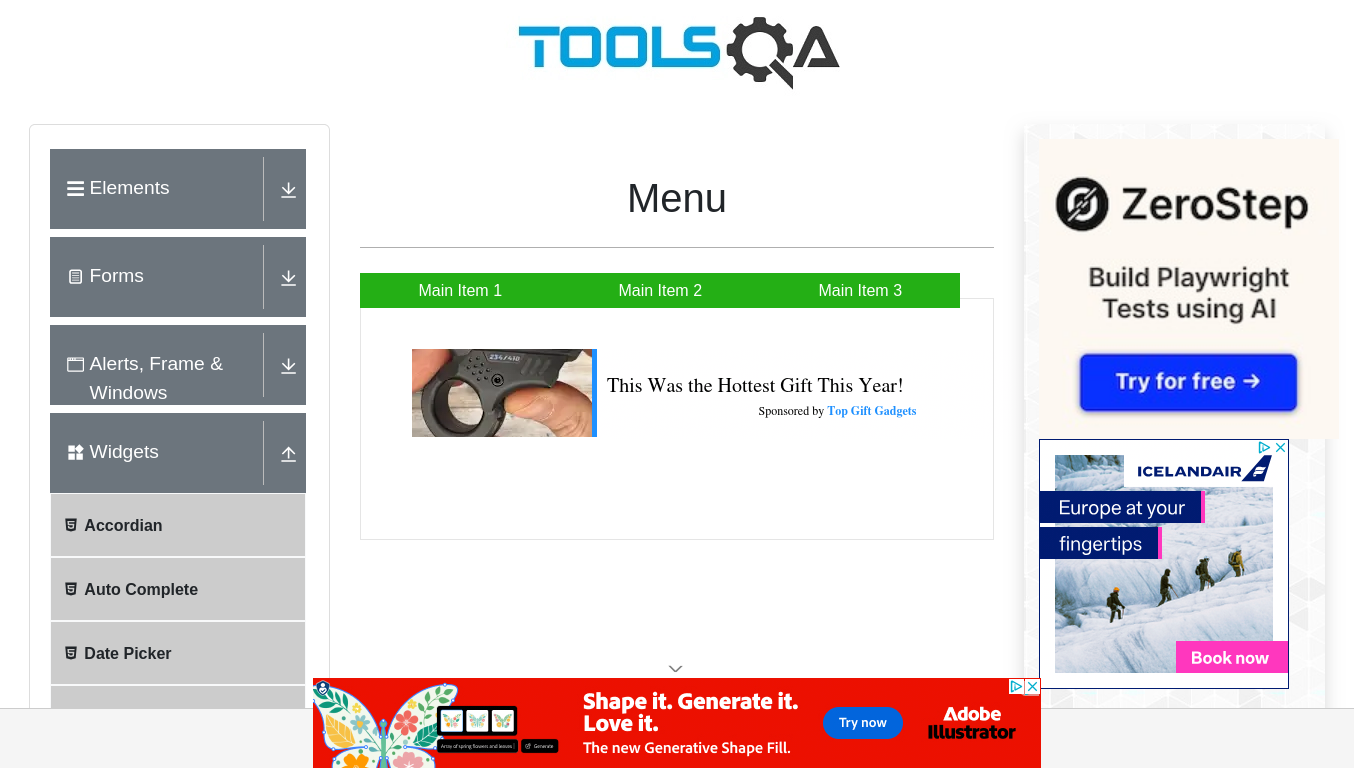 TOOLSQA
Elements
Forms
Alerts, Frame &
Windows
Widgets
Accordian
Auto Complete
Date Picker
Menu
Main Item 1
Main Item 2
Main Item 3
234/410
This Was the Hottest Gift This Year!
Sponsored by Top Gift Gadgets
ZeroStep
Build Playwright
Tests using AI
Try for free →
ICELANDAIR
Europe at your
fingertips
Book now
Array of spring flowers and leaves |
Generate
Shape it. Generate it.
Love it.
The new Generative Shape Fill.
Try now
Adobe
Illustrator